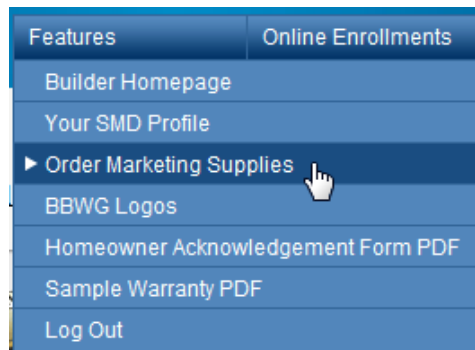 Features Online Enrollments
Builder Homepage
Your SMD Profile
Order Marketing Supplies
BBWG Logos
Homeowner Acknowledgement Form PDF
Sample Warranty PDF
Log Out